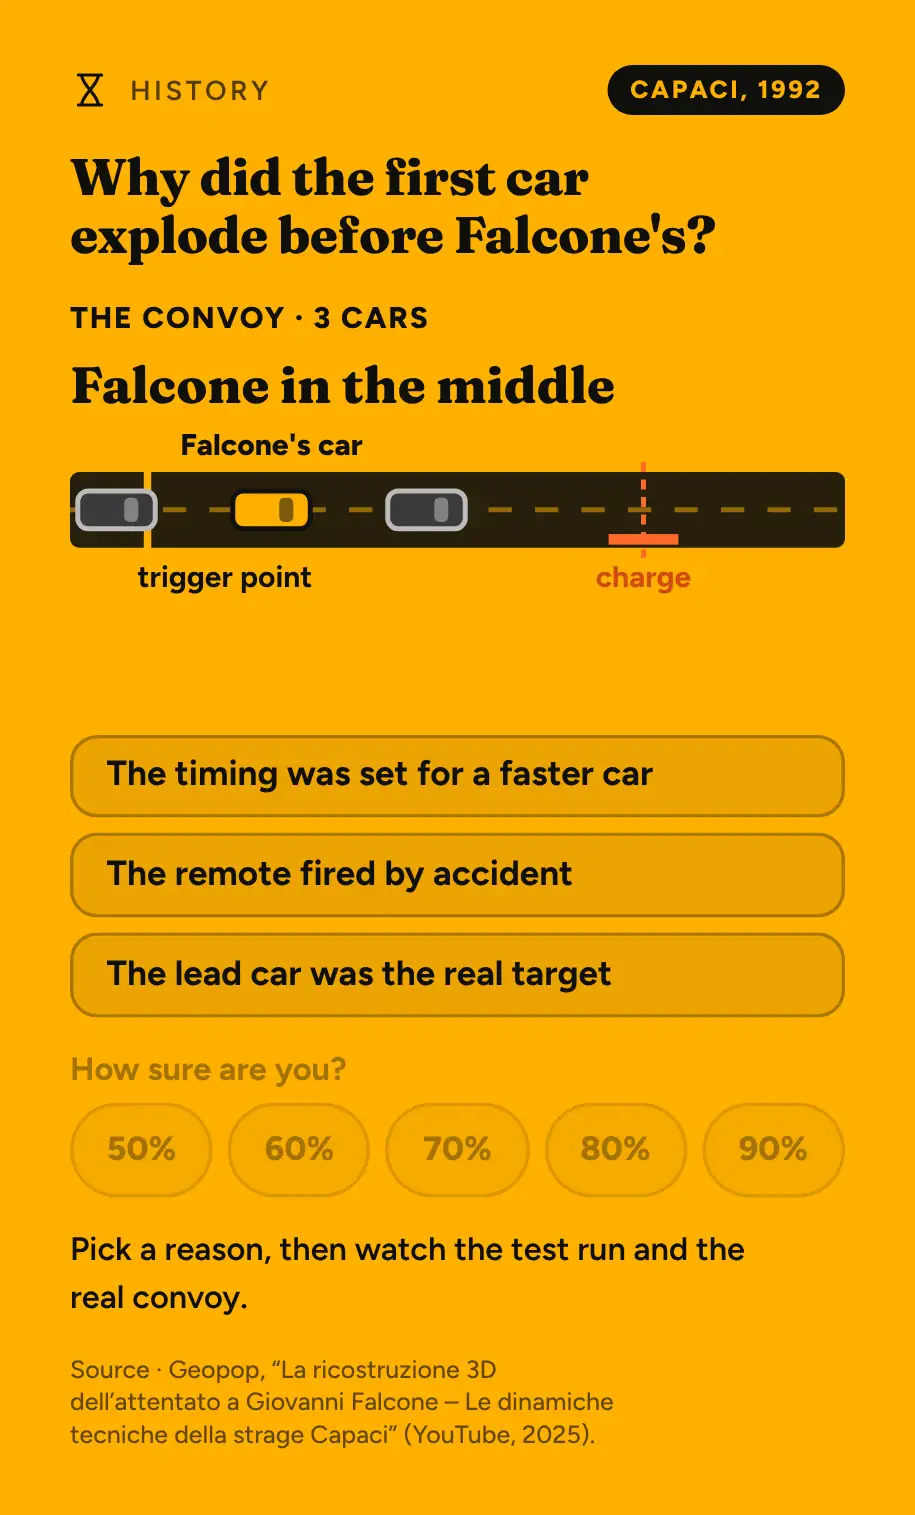 HISTORY
CAPACI, 1992
Why did the first car
explode before Falcone's?
THE CONVOY · 3 CARS
Falcone in the middle
Falcone's car
trigger point
charge
The timing was set for a faster car
The remote fired by accident
The lead car was the real target
How sure are you?
50%
60%
70%
80%
90%
Pick a reason, then watch the test run and the
real convoy.
Source · Geopop, “La ricostruzione 3D
dell’attentato a Giovanni Falcone – Le dinamiche
tecniche della strage Capaci” (YouTube, 2025).